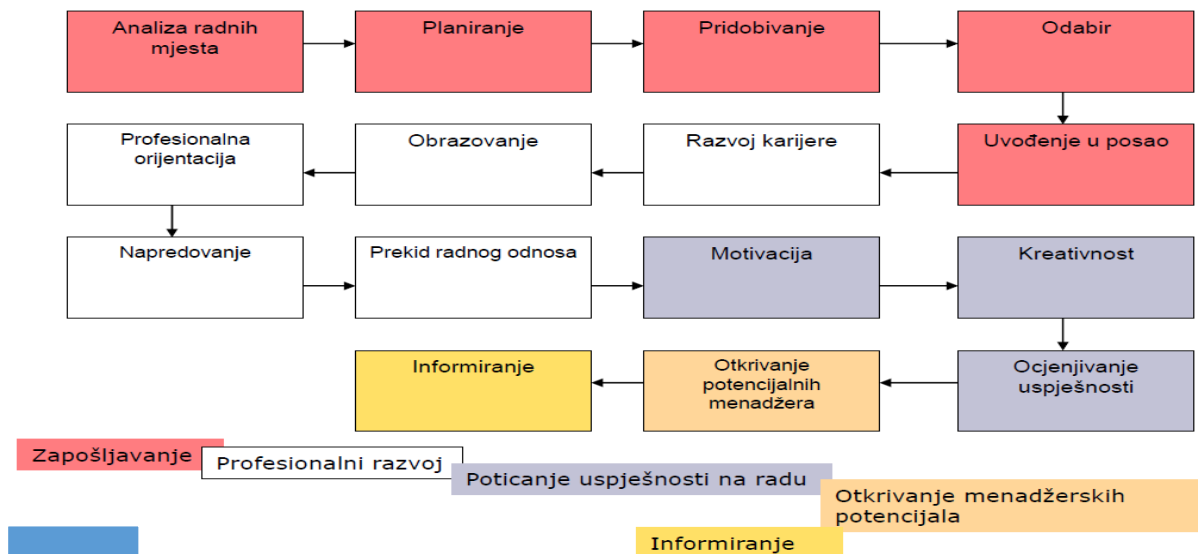 Analiza radnih
mjesta
Planiranje
Pridobivanje
Odabir
Profesionalna
orijentacija
Obrazovanje
Razvoj karijere
Uvođenje u posao
Napredovanje
Prekid radnog odnosa
Motivacija
Kreativnost
Informiranje
Otkrivanje
potencijalnih
menadžera
Ocjenjivanje
uspješnosti
Zapošljavanje
Profesionalni razvoj
Poticanje uspješnosti na radu
Otkrivanje menadžerskih
potencijala
Informiranje